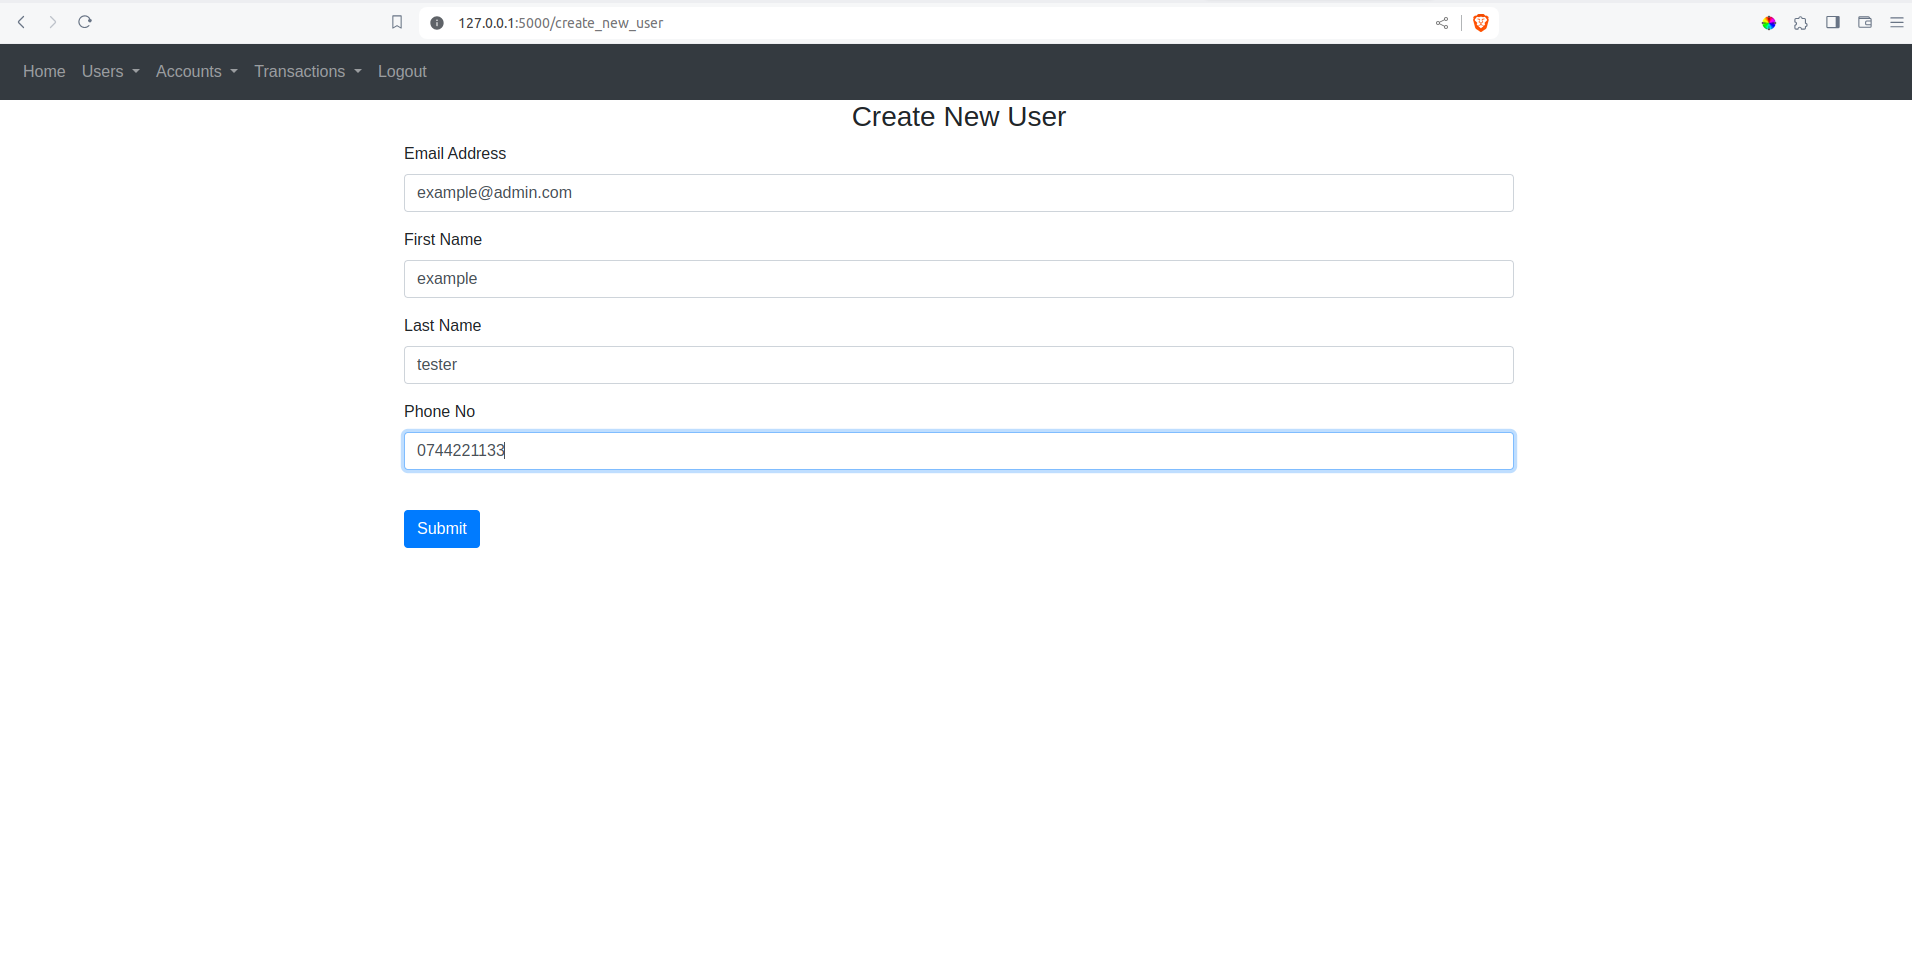 127.0.0.1:5000/create_new_user
Home Users Accounts Transactions Logout
Create New User
Email Address
example@admin.com
First Name
example
Last Name
tester
Phone No
0744221133
Submit